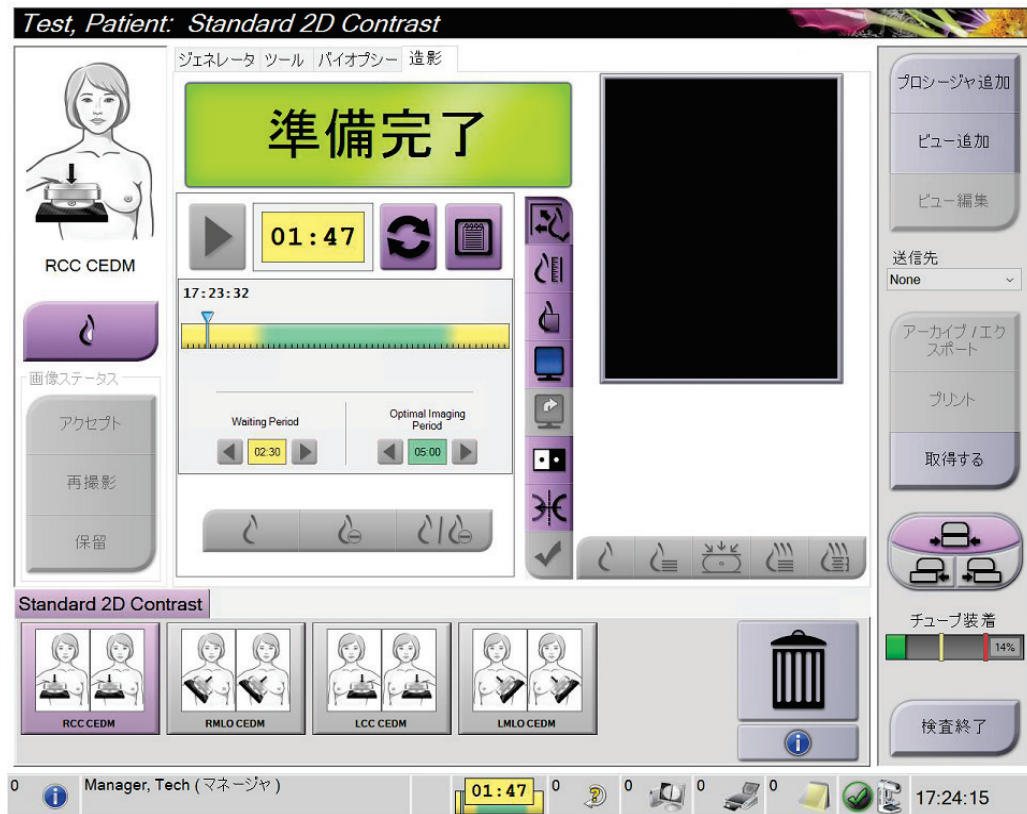 Test, Patient: Standard 2D Contrast
ジェネレータ ツール バイオプシー 造影
準備完了
01:47
17:23:32
Waiting Period
02:30
Optimal Imaging
Period
05:00
RCC CEDM
画像ステータス
アクセプト
再撮影
保留
プロシージャ追加
ビュー追加
ビュー編集
送信先
None
アーカイブ / エク
スポート
プリント
取得する
チューブ装着
14%
検査終了
Standard 2D Contrast
RCC CEDM
RMLO CEDM
LCC CEDM
LMLO CEDM
0
Manager, Tech (マネージャ)
01:47
0
0
0
0
17:24:15